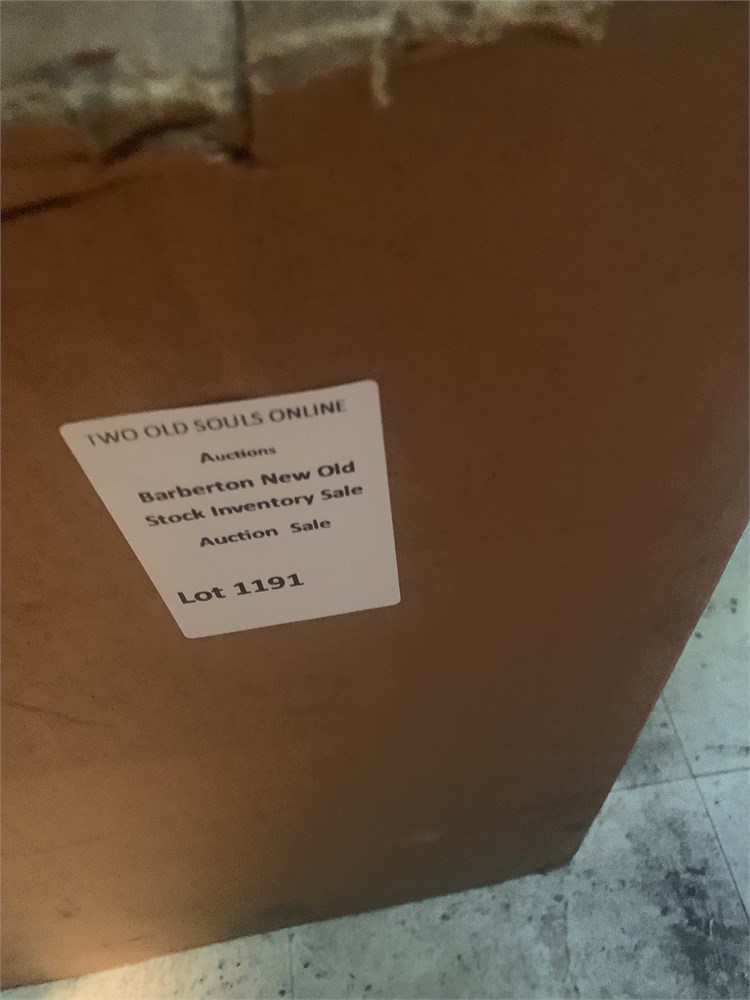 TWO OLD SOULS ONLINE
Auctions
Barberton New Old
Stock Inventory Sale
Auction Sale
Lot 1191